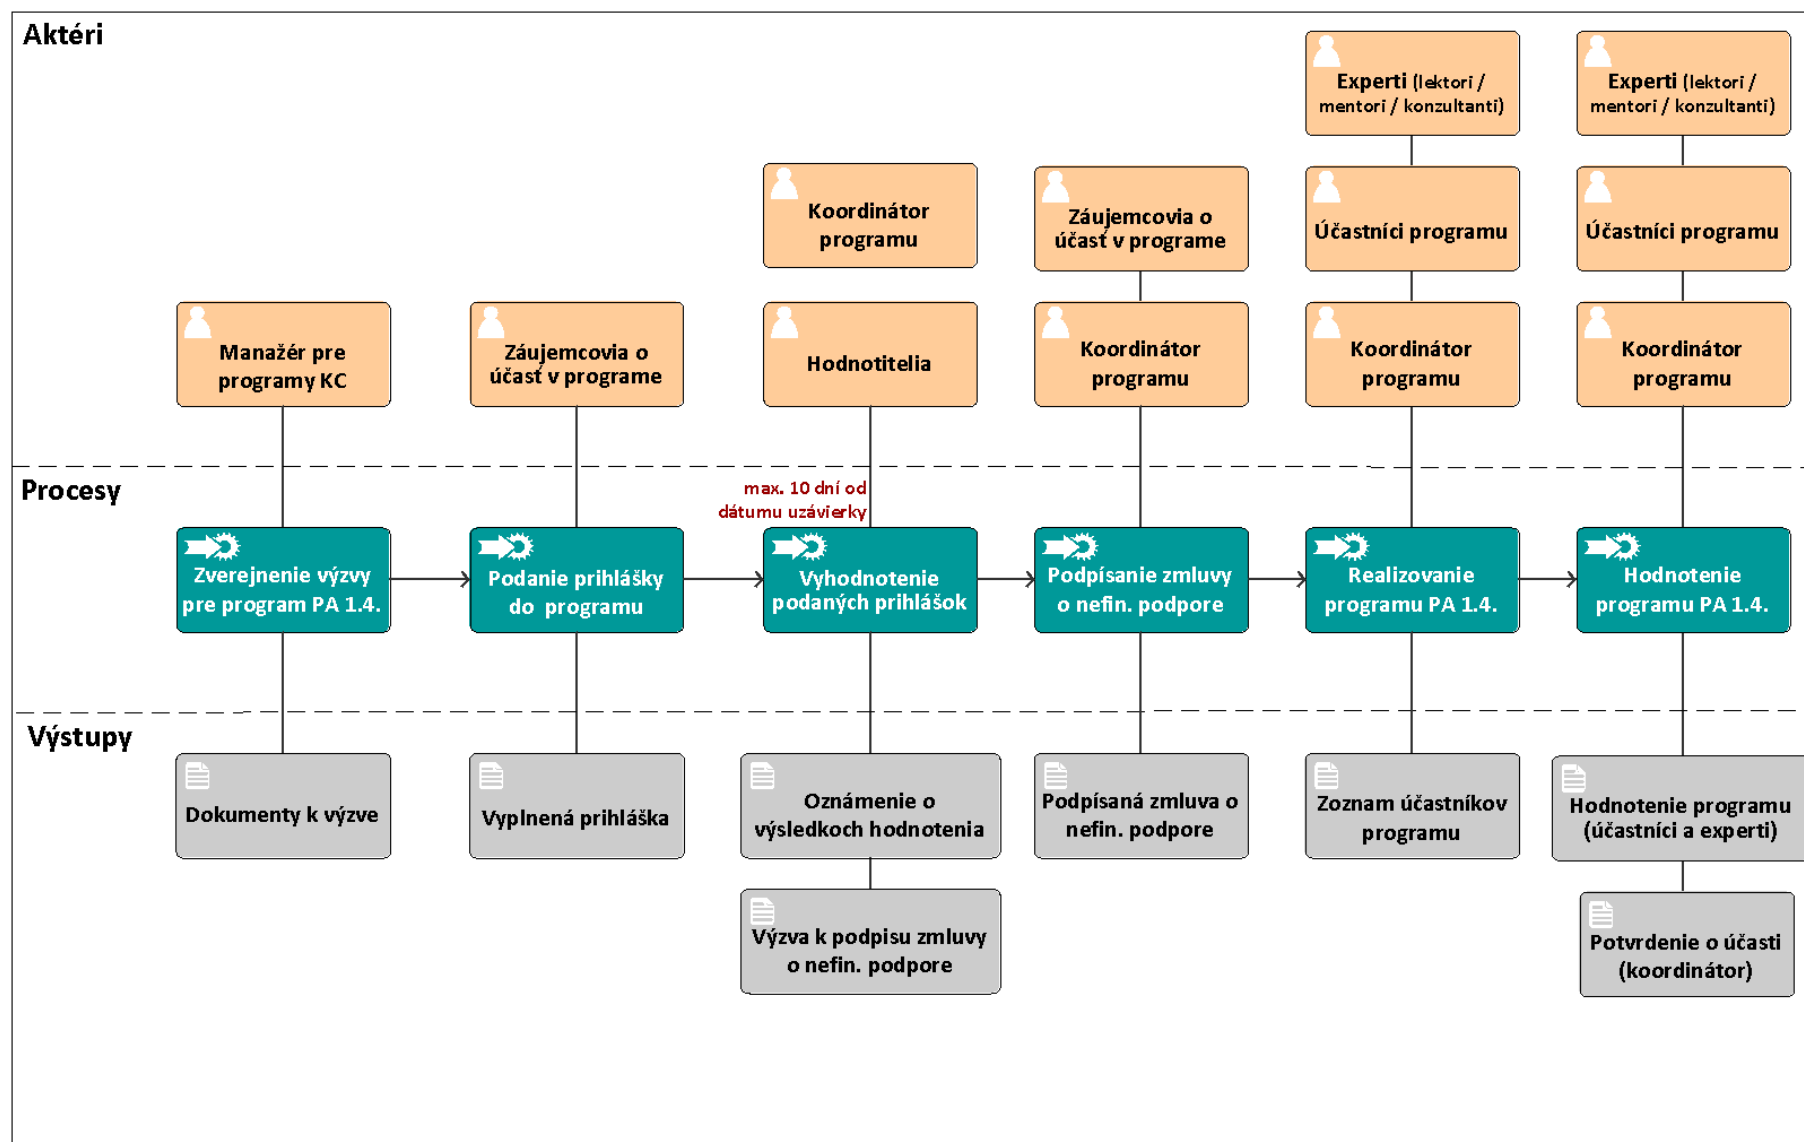 Aktéri
Experti (lektori /
mentori / konzultanti)
Experti (lektori /
mentori / konzultanti)
Koordinátor
programu
Záujemcovia o
účasť v programe
Účastníci programu
Účastníci programu
Manažér pre
programy KC
Záujemcovia o
účasť v programe
Hodnotitelia
Koordinátor
programu
Koordinátor
programu
Koordinátor
programu
Procesy
max. 10 dní od
dátumu uzávierky
Zverejnenie výzvy
pre program PA 1.4.
Podanie prihlášky
do programu
Vyhodnotenie
podaných prihlášok
Podpísanie zmluvy
o nefin. podpore
Realizovanie
programu PA 1.4.
Hodnotenie
programu PA 1.4.
Výstupy
Dokumenty k výzve
Vyplnená prihláška
Oznámenie o
výsledkoch hodnotenia
Podpísaná zmluva o
nefin. podpore
Zoznam účastníkov
programu
Hodnotenie programu
(účastníci a experti)
Výzva k podpisu zmluvy
o nefin. podpore
Potvrdenie o účasti
(koordinátor)